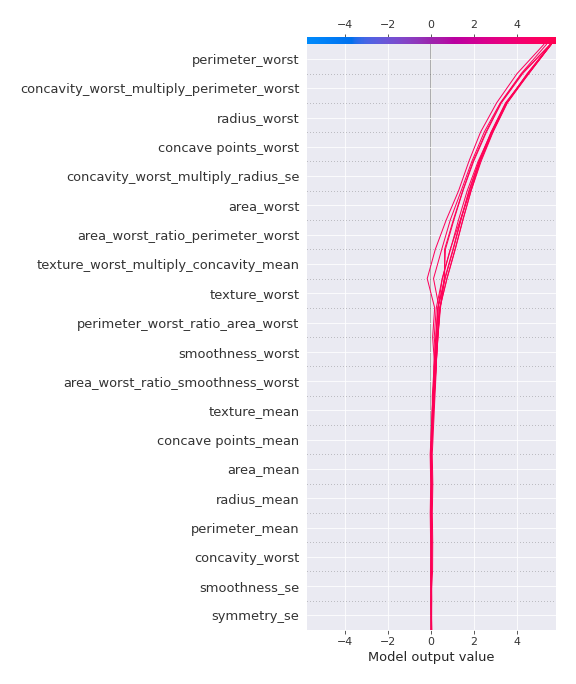 −4 −2 0 2 4
perimeter_worst
concavity_worst_multiply_perimeter_worst
radius_worst
concave points_worst
concavity_worst_multiply_radius_se
area_worst
area_worst_ratio_perimeter_worst
texture_worst_multiply_concavity_mean
texture_worst
perimeter_worst_ratio_area_worst
smoothness_worst
area_worst_ratio_smoothness_worst
texture_mean
concave points_mean
area_mean
radius_mean
perimeter_mean
concavity_worst
smoothness_se
symmetry_se
−4 −2 0 2 4
Model output value